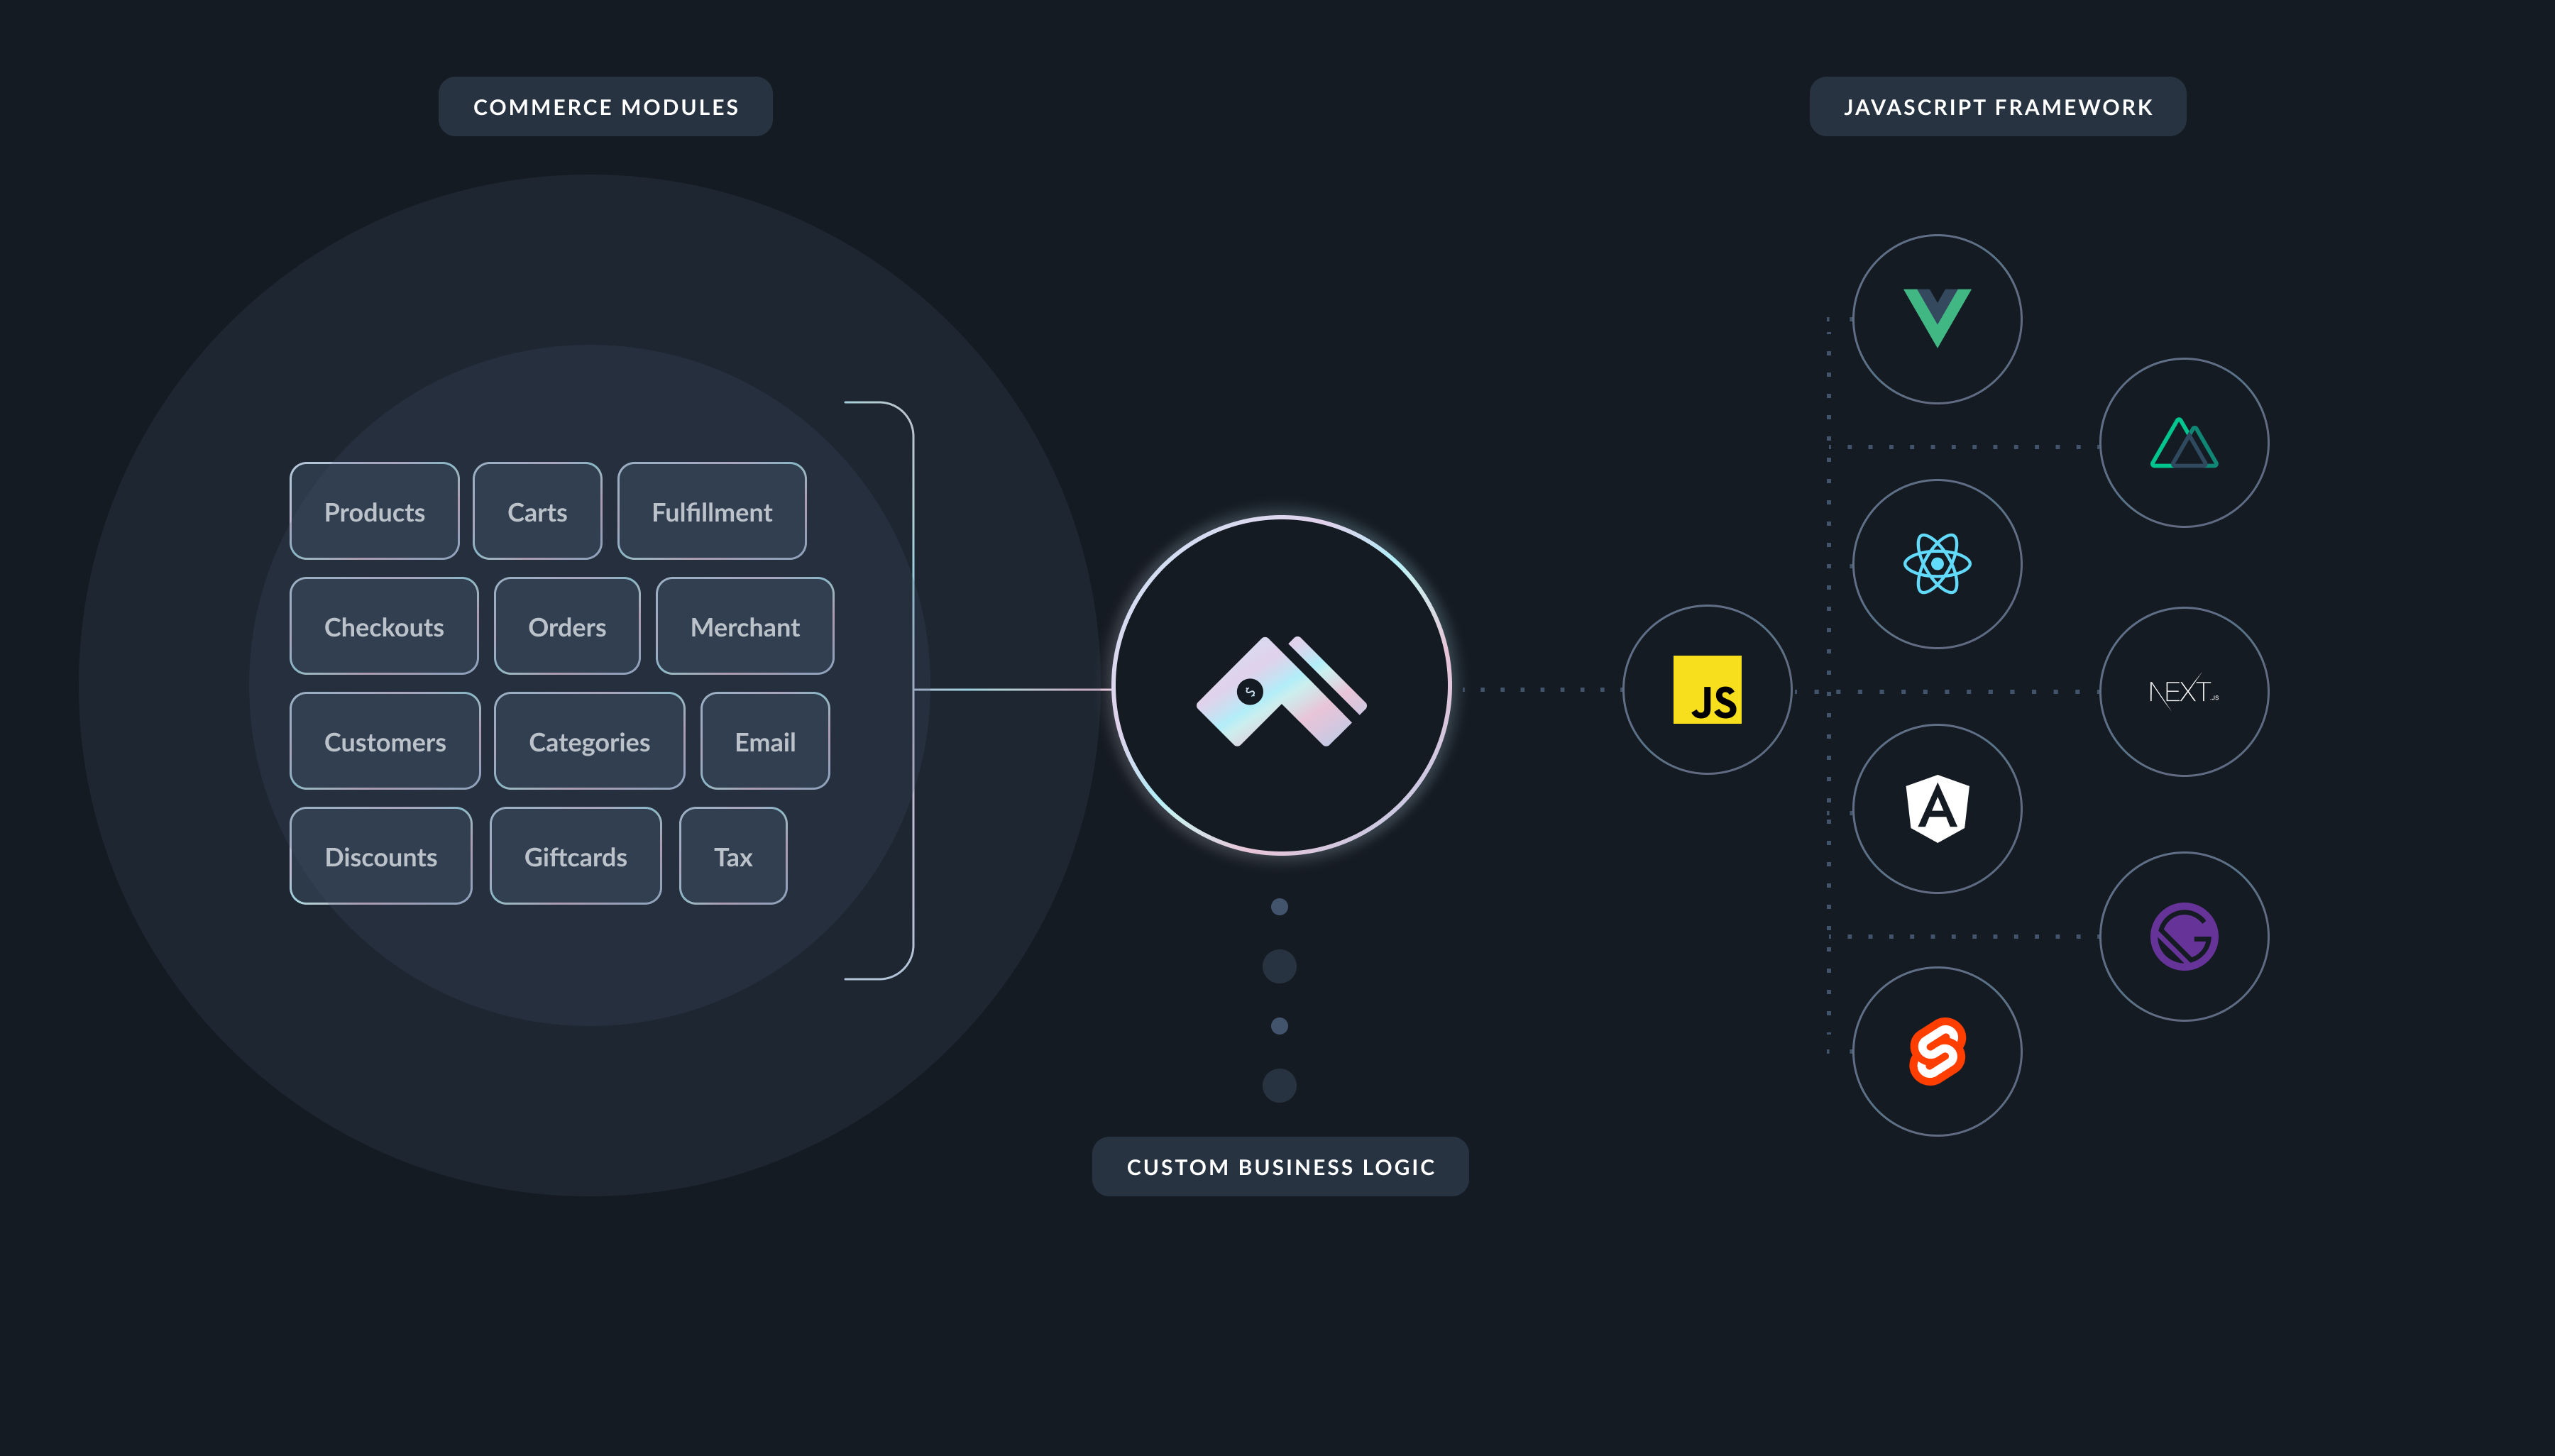 COMMERCE MODULES
JAVASCRIPT FRAMEWORK
Products
Carts
Fulfillment
Checkouts
Orders
Merchant
Customers
Categories
Email
Discounts
Giftcards
Tax
JS
NEXT.JS
CUSTOM BUSINESS LOGIC